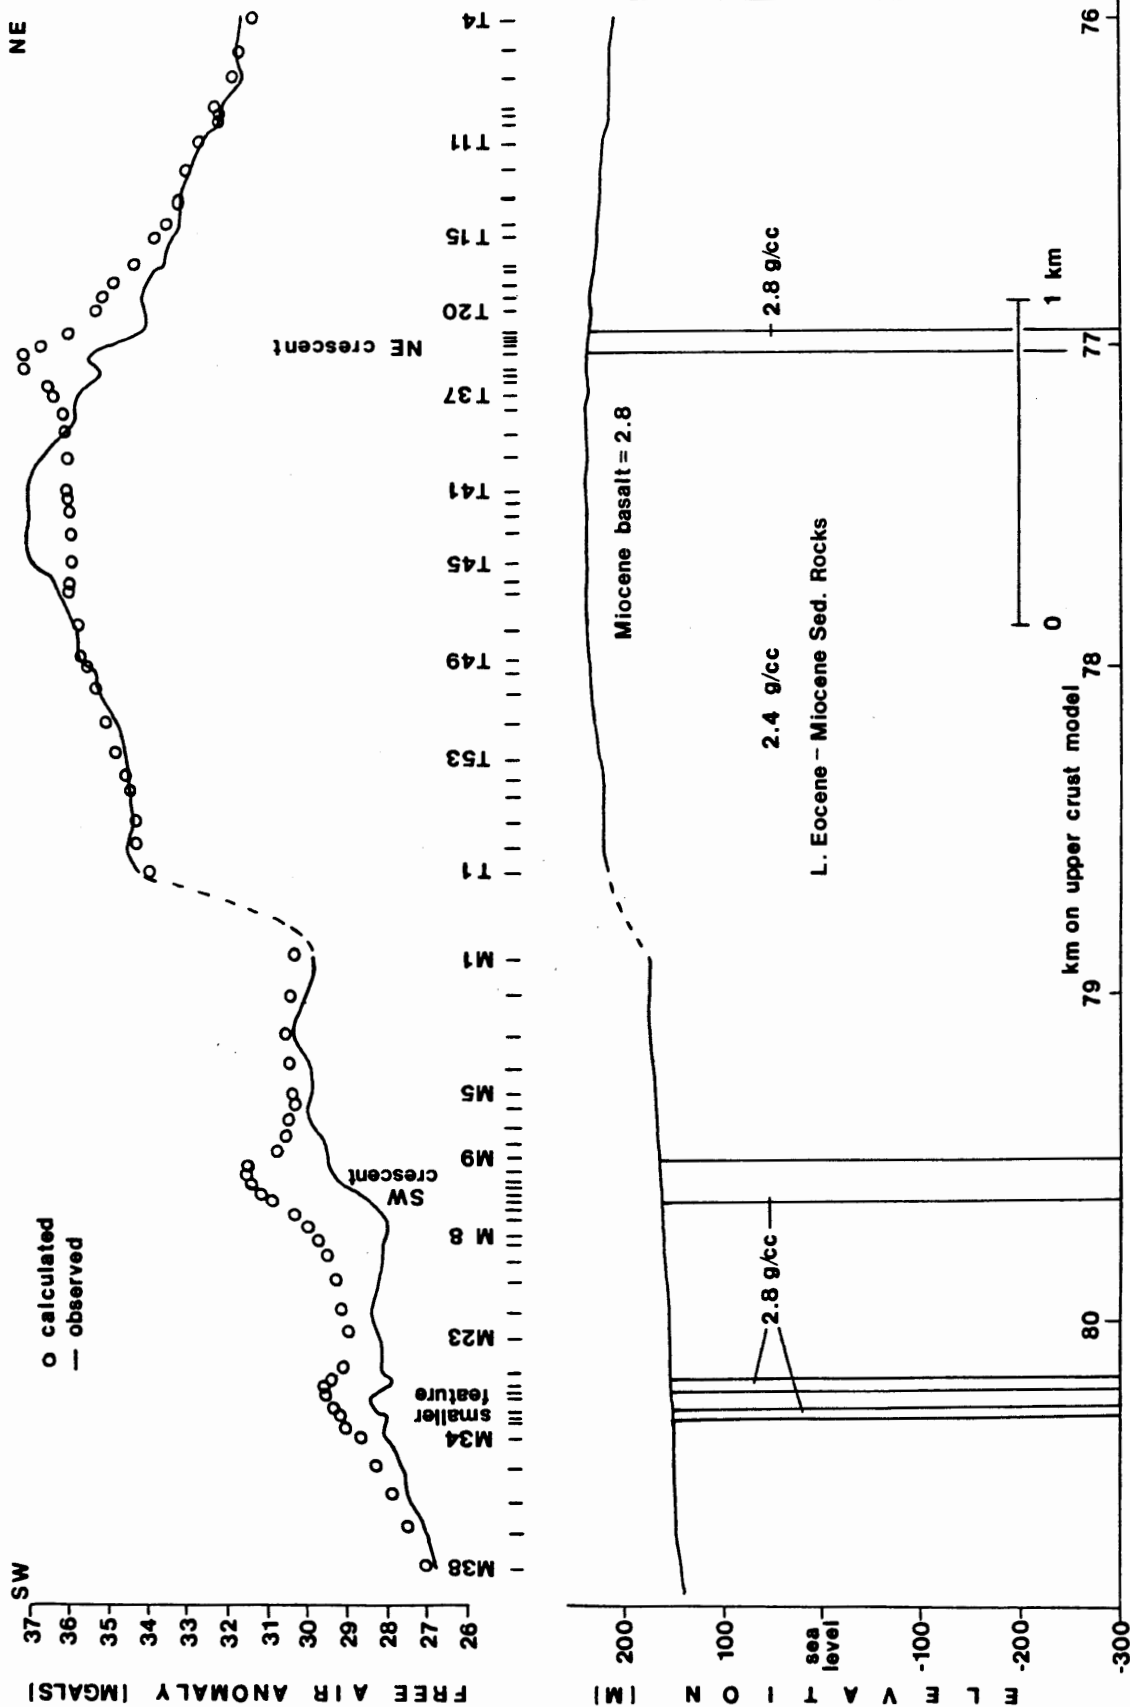 SW
NE
o calculated
— observed
FREE AIR ANOMALY [MGALS]
37
36
35
34
33
32
31
30
29
28
27
26
M38
M34
smaller
feature
M23
M 8
SW
crescent
M9
M5
M1
T1
T53
T49
T45
T41
T37
NE crescent
T20
T15
T11
T4
ELEVATION [M]
200
100
sea
level
-100
-200
-300
2.8 g/cc
2.4 g/cc
L. Eocene – Miocene Sed. Rocks
Miocene basalt = 2.8
2.8 g/cc
0
1 km
km on upper crust model
80
79
78
77
76